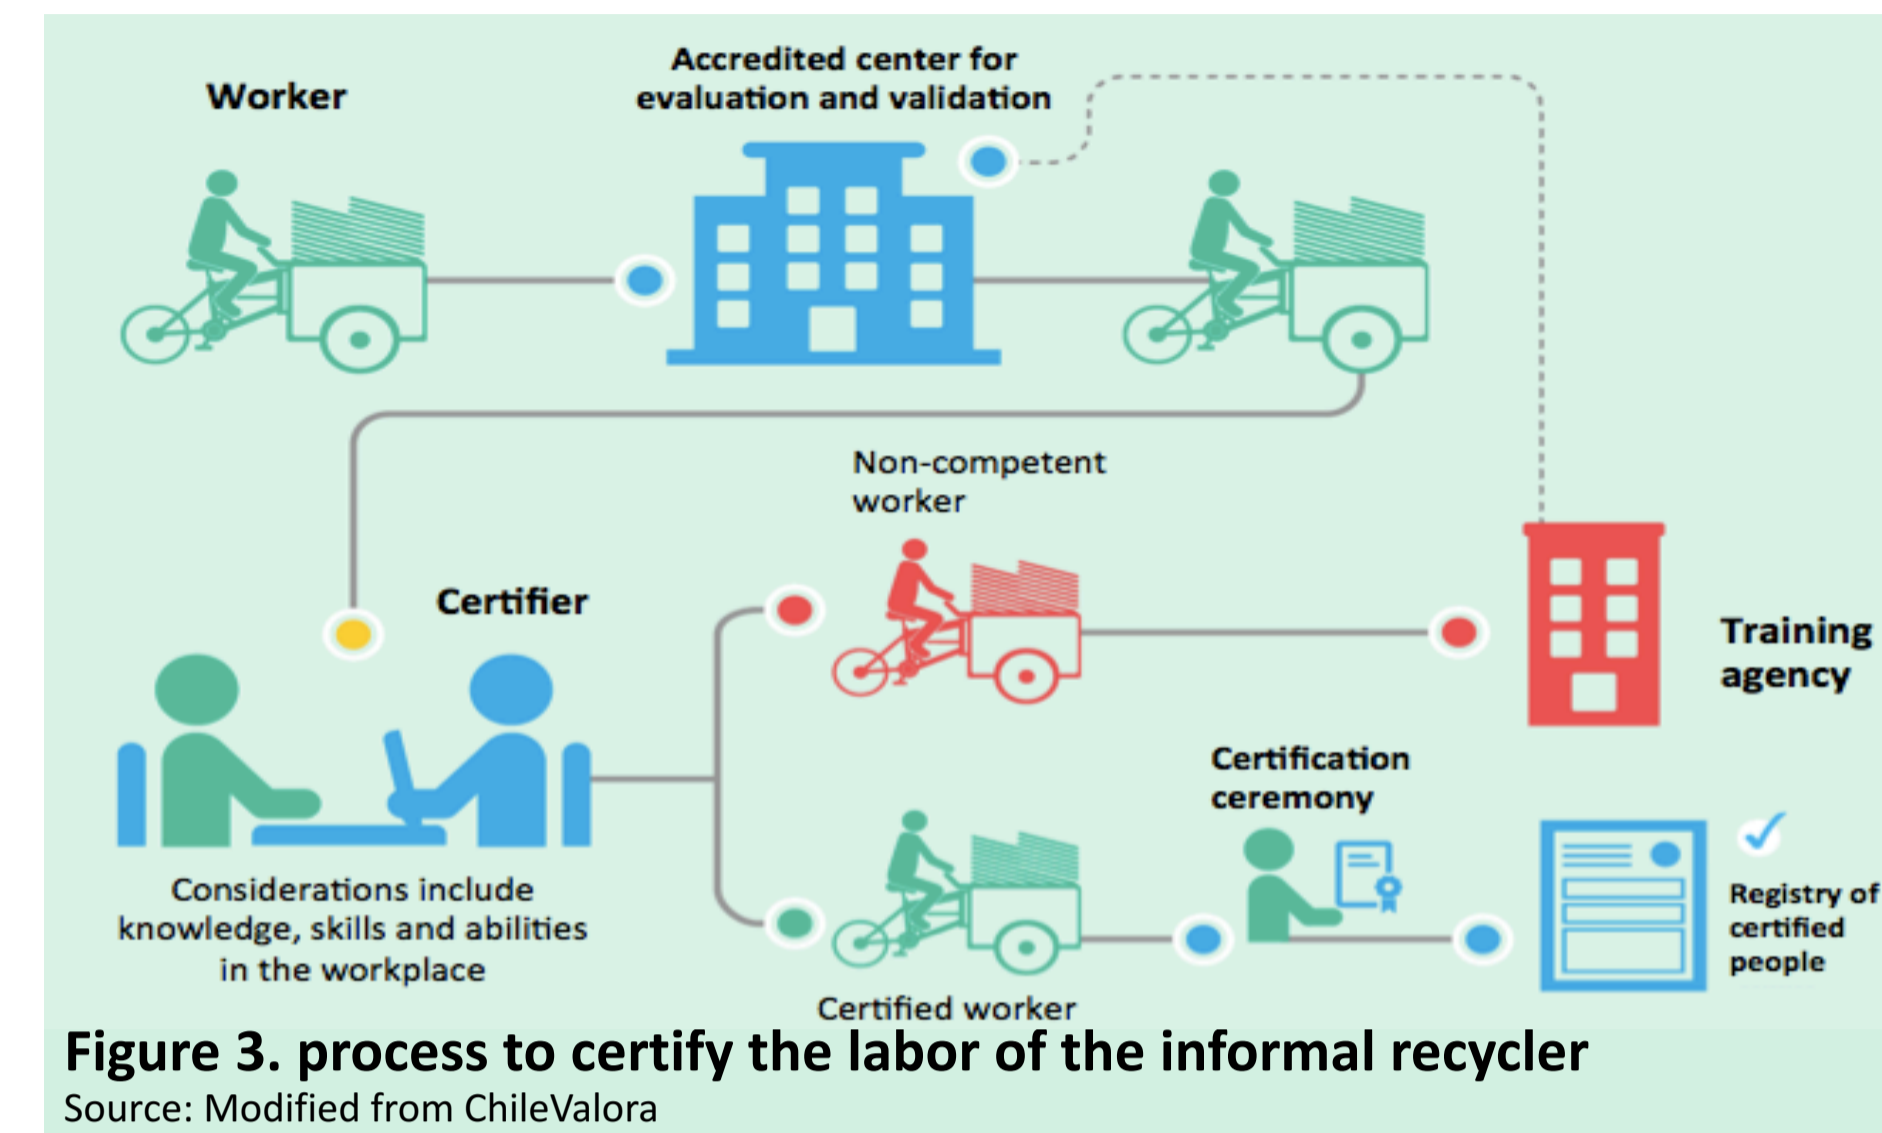 Worker
Accredited center for
evaluation and validation
Non-competent
worker
Certifier
Training
agency
Considerations include
knowledge, skills and abilities
in the workplace
Certification
ceremony
Registry of
certified
people
Certified worker
Figure 3. process to certify the labor of the informal recycler
Source: Modified from ChileValora